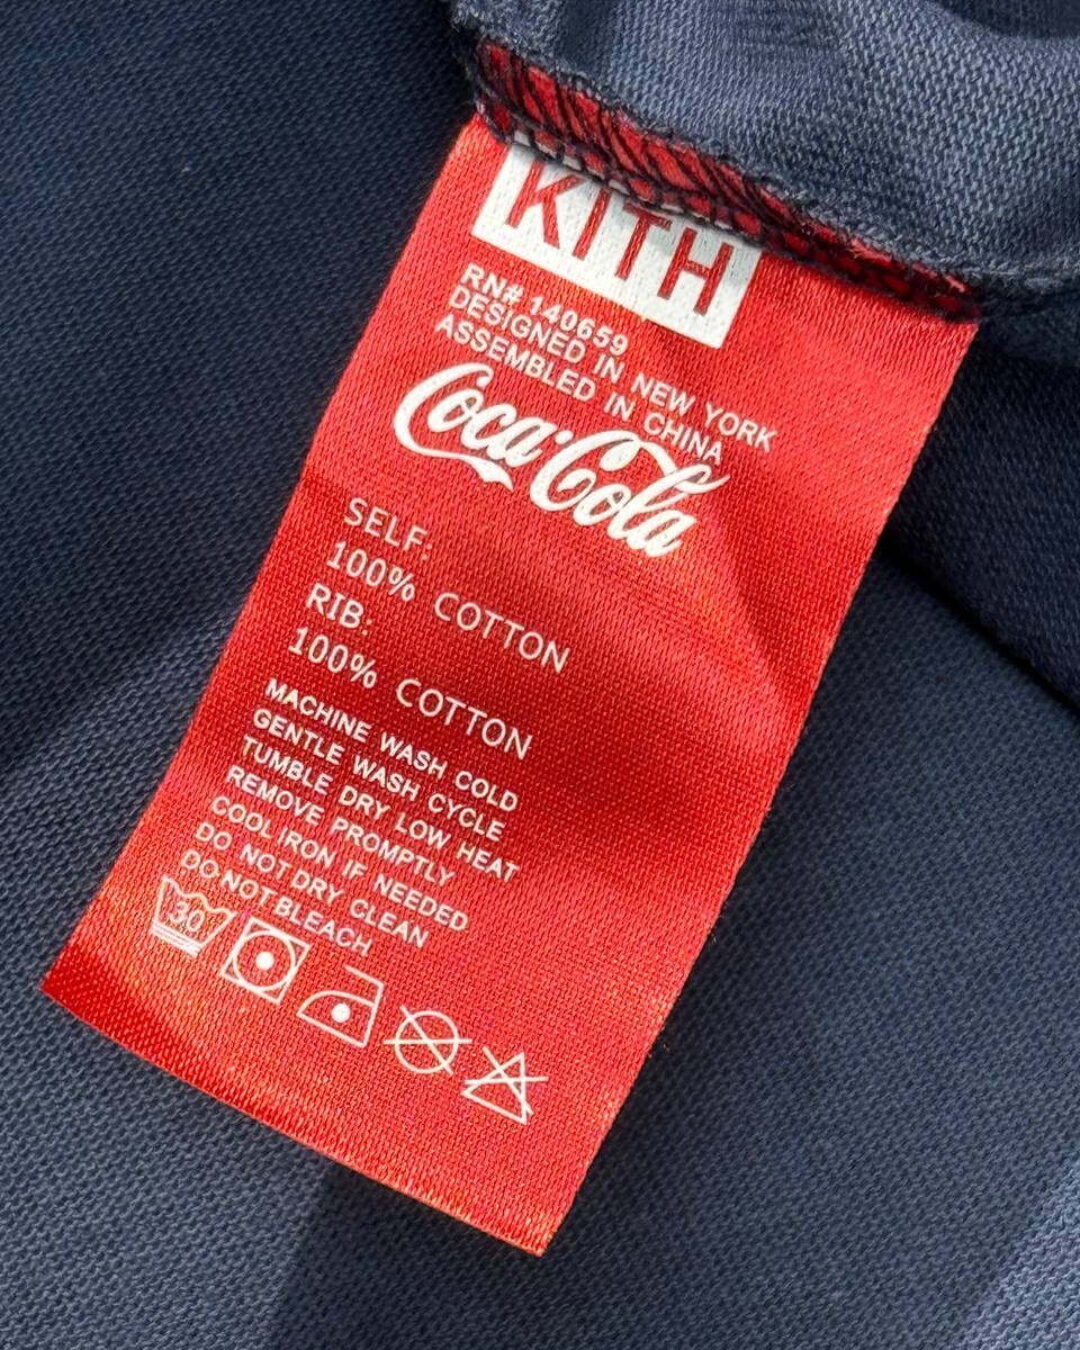 KITH
RN# 140659
DESIGNED IN NEW YORK
ASSEMBLED IN CHINA
Coca-Cola
SELF:
100% COTTON
RIB:
100% COTTON
MACHINE WASH COLD
GENTLE WASH CYCLE
TUMBLE DRY LOW HEAT
REMOVE PROMPTLY
COOL IRON IF NEEDED
DO NOT DRY CLEAN
DO NOT BLEACH
30